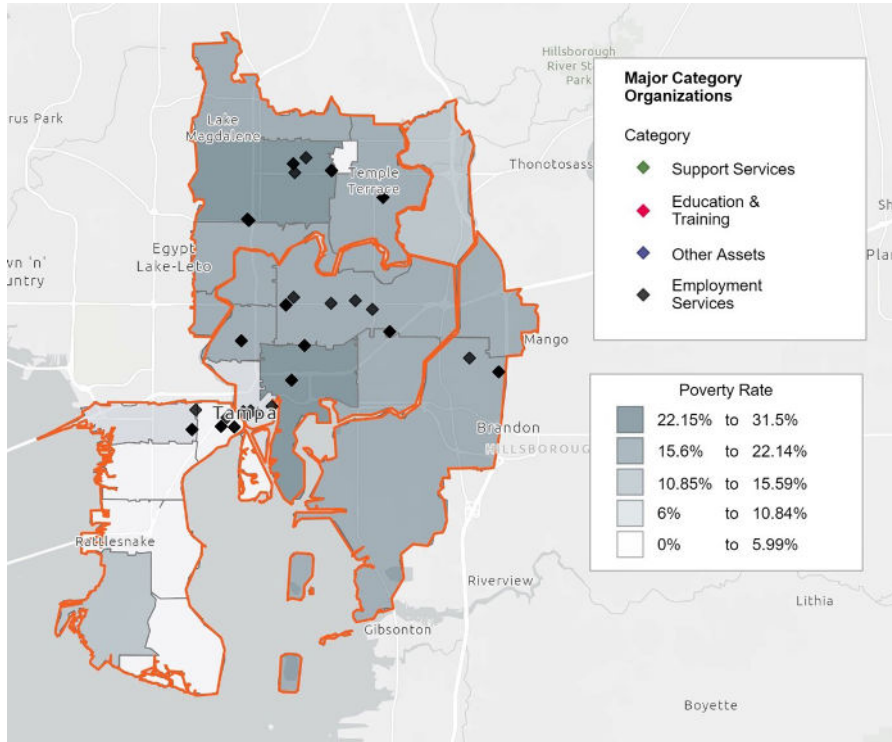 Hillsborough
River Sta
Park
rus Park
Lake
Magdalene
Temple
Terrace
Thonotosass
Sh
Plan
Egypt
Lake-Leto
wn 'n'
ountry
Mango
Tampa
Brandon
HILLSBOROUG
Rattlesnake
Riverview
Lithia
Gibsonton
Boyette
Major Category
Organizations
Category
Support Services
Education &
Training
Other Assets
Employment
Services
Poverty Rate
22.15% to 31.5%
15.6% to 22.14%
10.85% to 15.59%
6% to 10.84%
0% to 5.99%